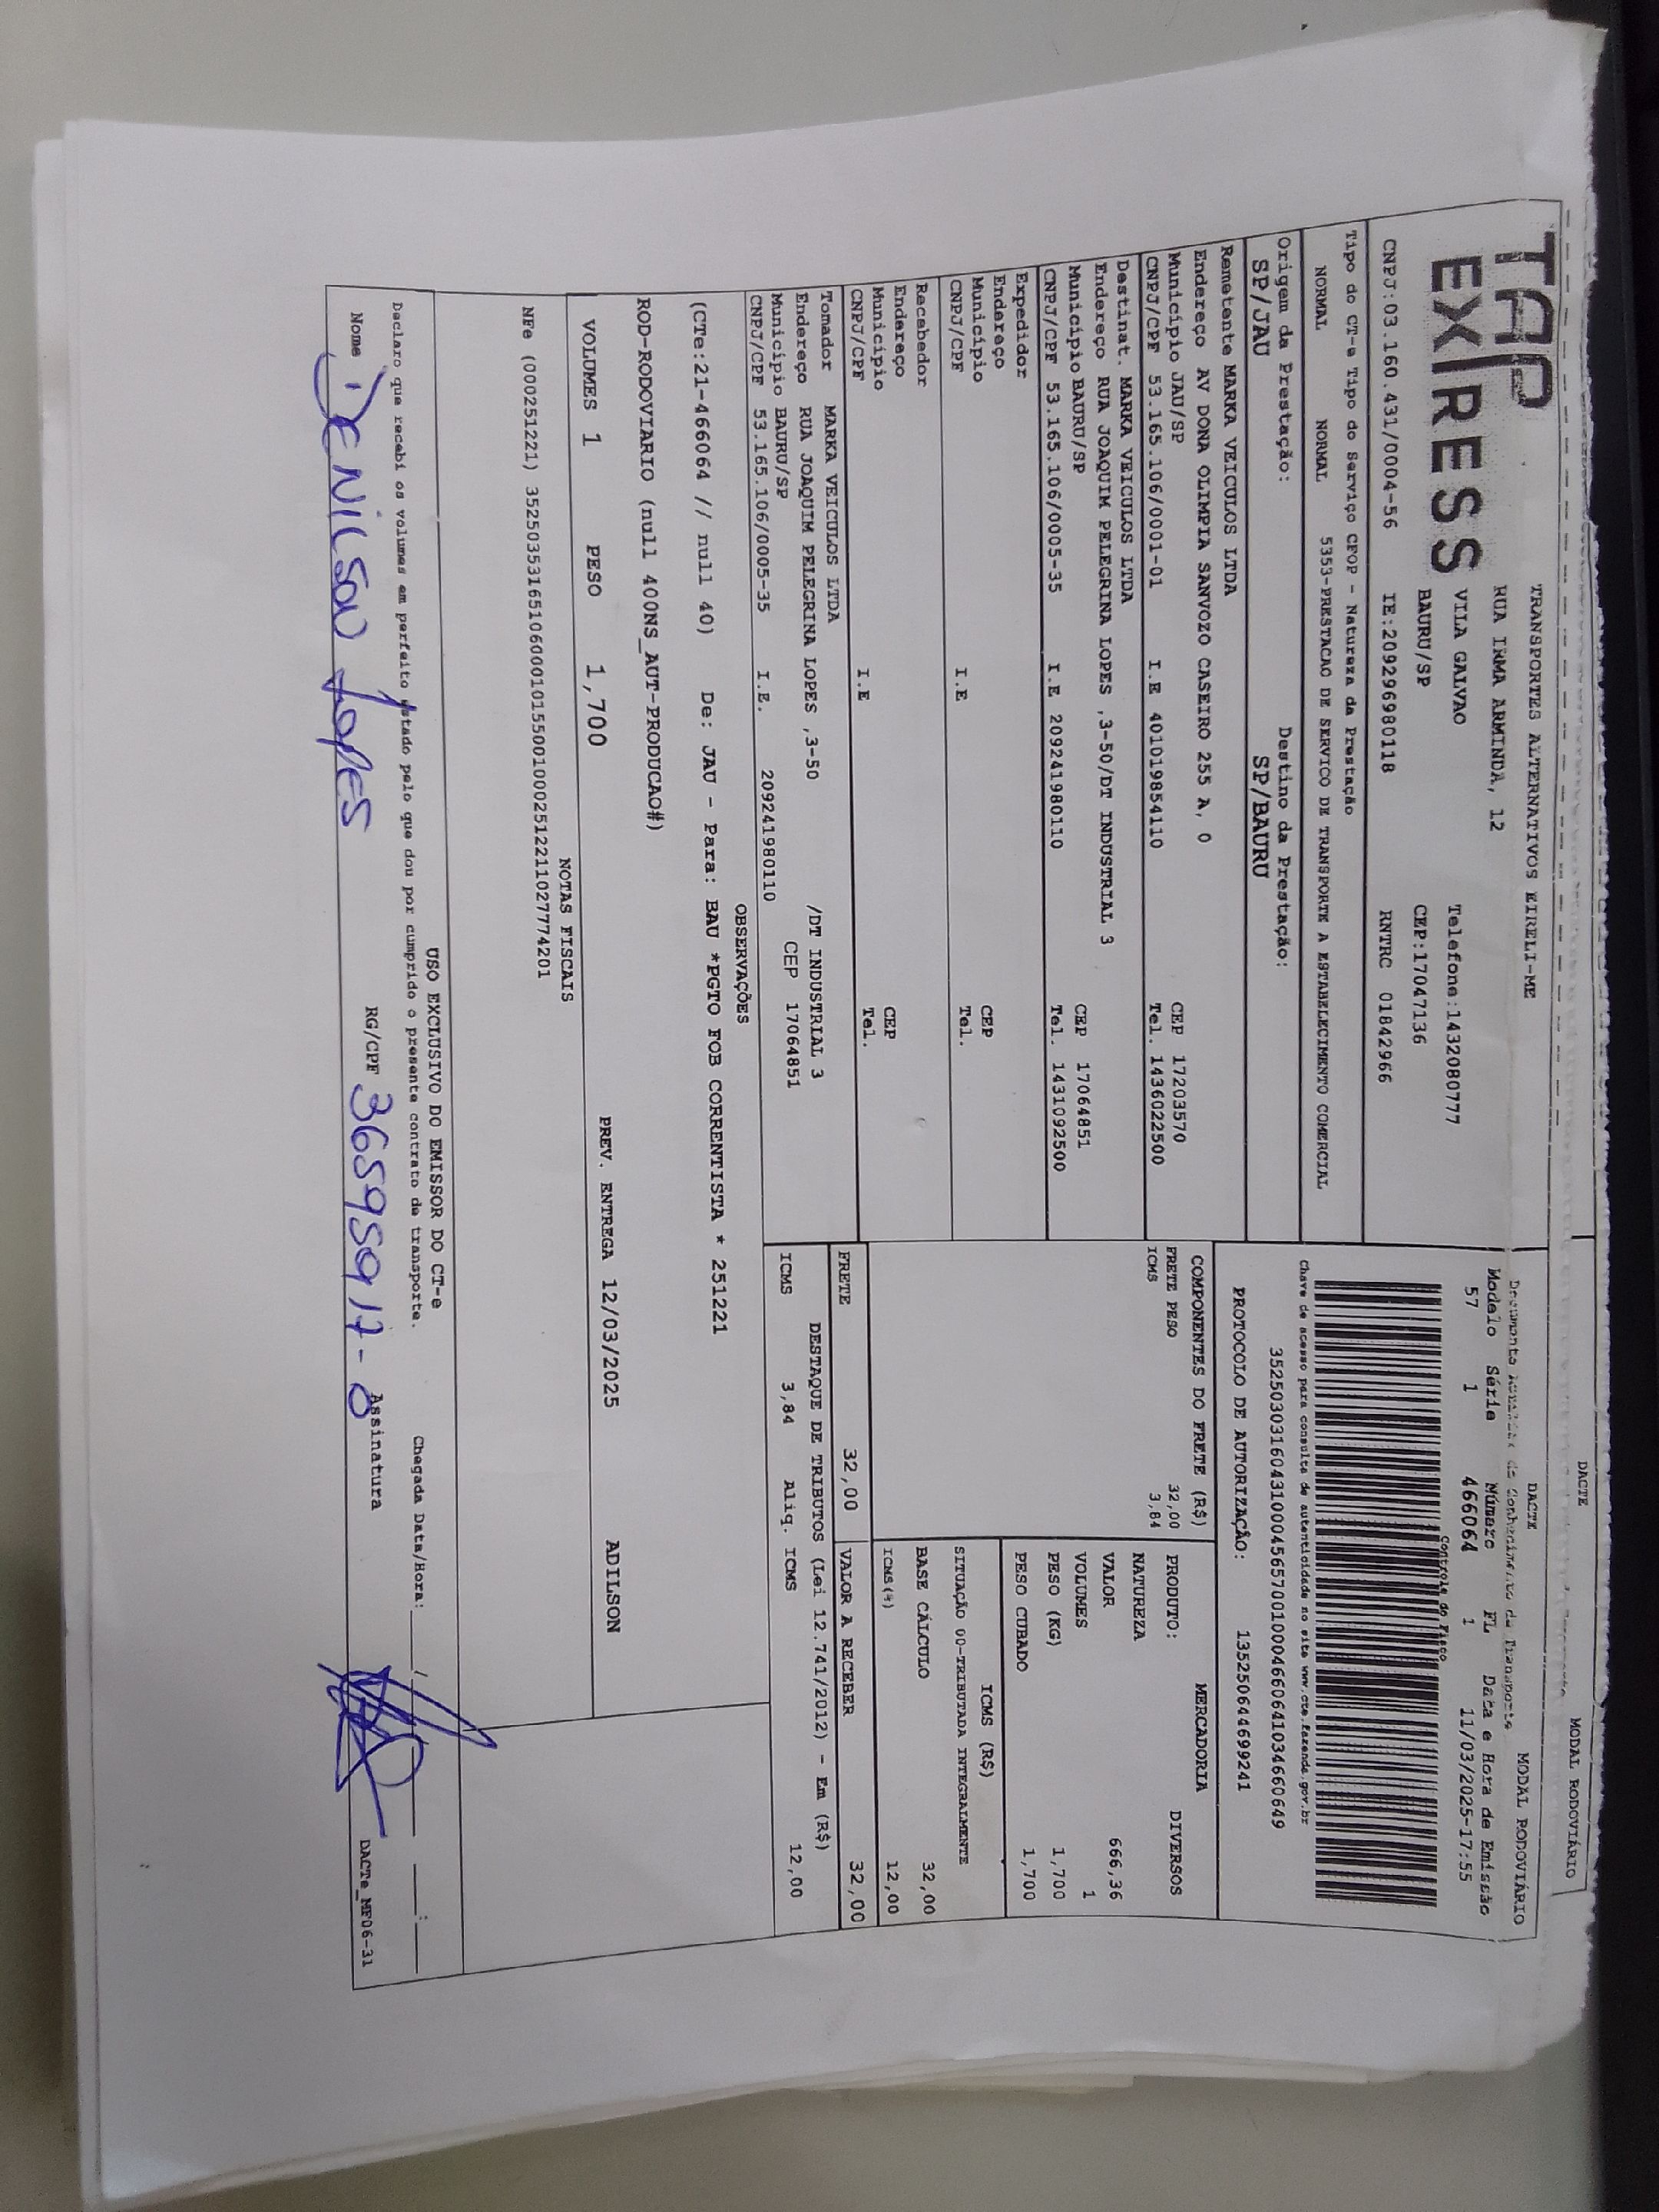 DACTE MODAL RODOVIÁRIO
TAP EXPRESS
TRANSPORTES ALTERNATIVOS EIRELI-ME
RUA IRMA ARMINDA, 12
VILA GALVAO Telefone:1432080777
BAURU/SP CEP:17047136
CNPJ:03.160.431/0004-56 IE:209296980118 RNTRC 01842966
DACTE MODAL RODOVIÁRIO
Modelo Série Número FL Data e Hora de Emissão
57 1 466064 1 11/03/2025-17:55
Controle do Fisco
Chave de acesso para consulta de autenticidade no site www.cte.fazenda.gov.br
35250303160431000456570010004660641034660649
PROTOCOLO DE AUTORIZAÇÃO: 135250644699241
Tipo do CT-e Tipo do Serviço CFOP - Natureza da Prestação
NORMAL NORMAL 5353-PRESTACAO DE SERVICO DE TRANSPORTE A ESTABELECIMENTO COMERCIAL
Origem da Prestação: Destino da Prestação:
SP/JAU SP/BAURU
Remetente MARKA VEICULOS LTDA
Endereço AV DONA OLIMPIA SANVOZO CASEIRO 255 A, 0
Município JAU/SP CEP 17203570
CNPJ/CPF 53.165.106/0001-01 I.E 401019854110 Tel. 1436022500
Destinat. MARKA VEICULOS LTDA
Endereço RUA JOAQUIM PELEGRINA LOPES ,3-50/DT INDUSTRIAL 3
Município BAURU/SP CEP 17064851
CNPJ/CPF 53.165.106/0005-35 I.E 209241980110 Tel. 1431092500
Expedidor
Endereço
Município CEP
CNPJ/CPF I.E Tel.
Recebedor
Endereço
Município CEP
CNPJ/CPF I.E Tel.
Tomador MARKA VEICULOS LTDA
Endereço RUA JOAQUIM PELEGRINA LOPES ,3-50 /DT INDUSTRIAL 3
Município BAURU/SP CEP 17064851
CNPJ/CPF 53.165.106/0005-35 I.E. 209241980110
COMPONENTES DO FRETE (R$)
FRETE PESO 32,00
ICMS 3,84
MERCADORIA
PRODUTO: DIVERSOS
NATUREZA
VALOR 666,36
VOLUMES 1
PESO (KG) 1,700
PESO CUBADO 1,700
ICMS (R$)
SITUAÇÃO 00-TRIBUTADA INTEGRALMENTE
BASE CÁLCULO 32,00
ICMS(%) 12,00
FRETE 32,00 VALOR A RECEBER 32,00
DESTAQUE DE TRIBUTOS (Lei 12.741/2012) - Em (R$)
ICMS 3,84 Aliq. ICMS 12,00
OBSERVAÇÕES
(CTe:21-466064 // null 40) De: JAU - Para: BAU *PGTO FOB CORRENTISTA * 251221
ROD-RODOVIARIO (null 400NS_AUT-PRODUCAO#)
VOLUMES 1 PESO 1,700 PREV. ENTREGA 12/03/2025 ADILSON
NOTAS FISCAIS
NFe (000251221) 35250353165106000101550010002512211027774201
USO EXCLUSIVO DO EMISSOR DO CT-e
Declaro que recebi os volumes em perfeito estado pelo que dou por cumprido o presente contrato de transporte. Chegada Data/Hora:
Nome DENILSON LOPES RG/CPF 36595917-0 Assinatura
DACTe_MF06-31